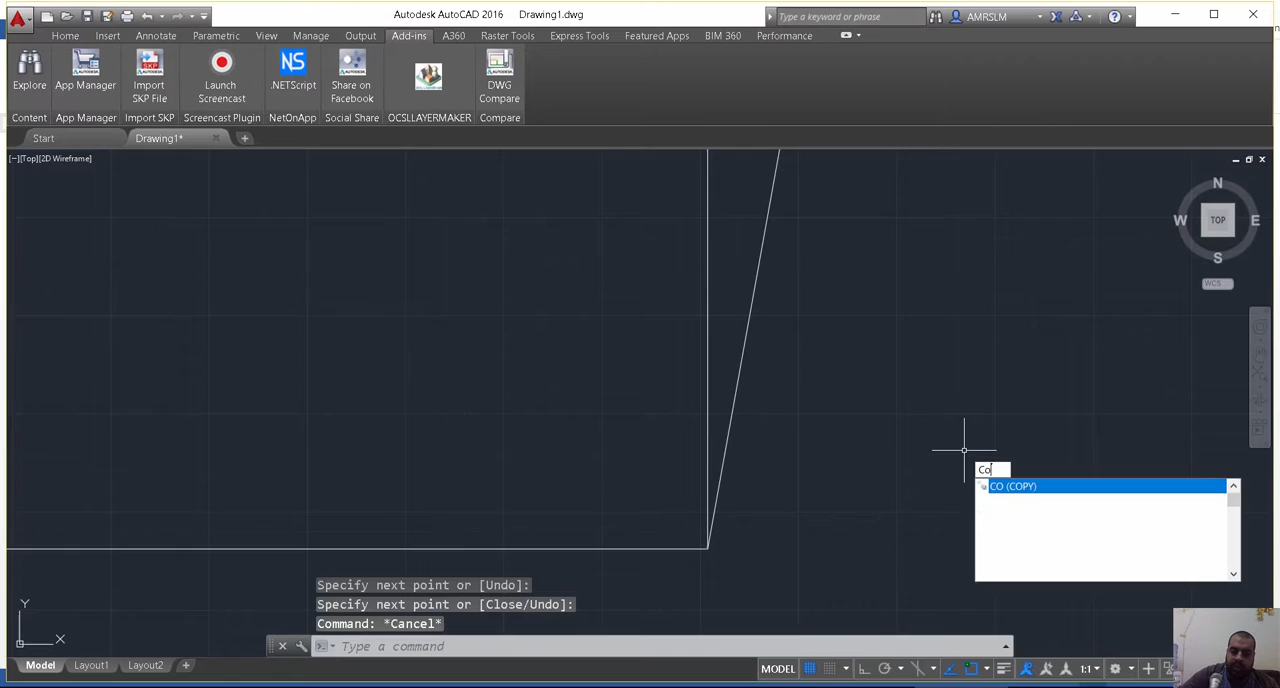 Autodesk AutoCAD 2016 Drawing1.dwg
Type a keyword or phrase
AMRSLM
Home Insert Annotate Parametric View Manage Output Add-ins A360 Raster Tools Express Tools Featured Apps BIM 360 Performance
Explore
App Manager
Import
SKP File
Launch
Screencast
.NETScript
Share on
Facebook
DWG
Compare
Content App Manager Import SKP Screencast Plugin NetOnApp Social Share OCSLLAYERMAKER Compare
Start Drawing1*
[−][Top][2D Wireframe]
N
W TOP E
S
WCS
Co
CO (COPY)
Specify next point or [Undo]:
Specify next point or [Close/Undo]:
Command: *Cancel*
Type a command
Y
X
Model Layout1 Layout2
MODEL
1:1